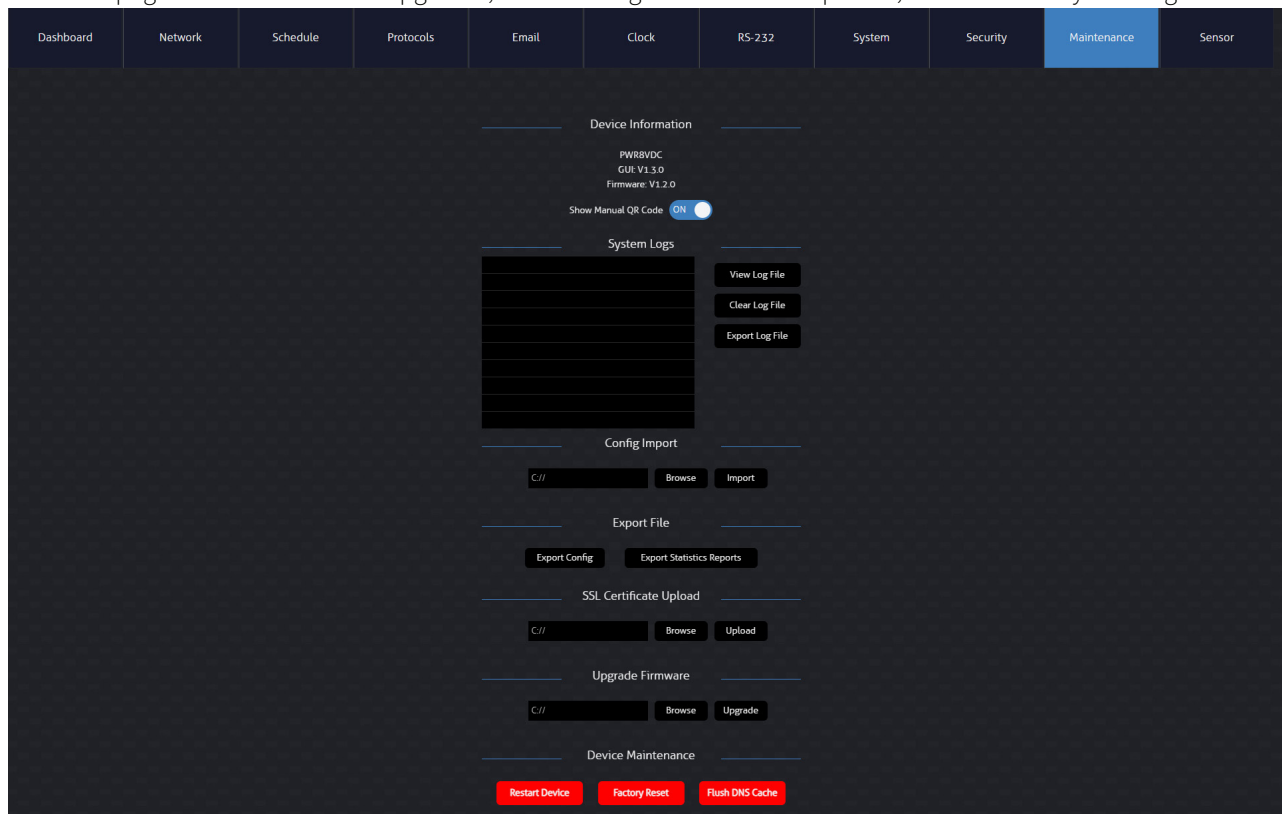 Dashboard Network Schedule Protocols Email Clock RS-232 System Security Maintenance Sensor
Device Information
PWR8VDC
GUI: V1.3.0
Firmware: V1.2.0
Show Manual QR Code ON
System Logs
View Log File
Clear Log File
Export Log File
Config Import
C:// Browse Import
Export File
Export Config Export Statistics Reports
SSL Certificate Upload
C:// Browse Upload
Upgrade Firmware
C:// Browse Upgrade
Device Maintenance
Restart Device Factory Reset Flush DNS Cache